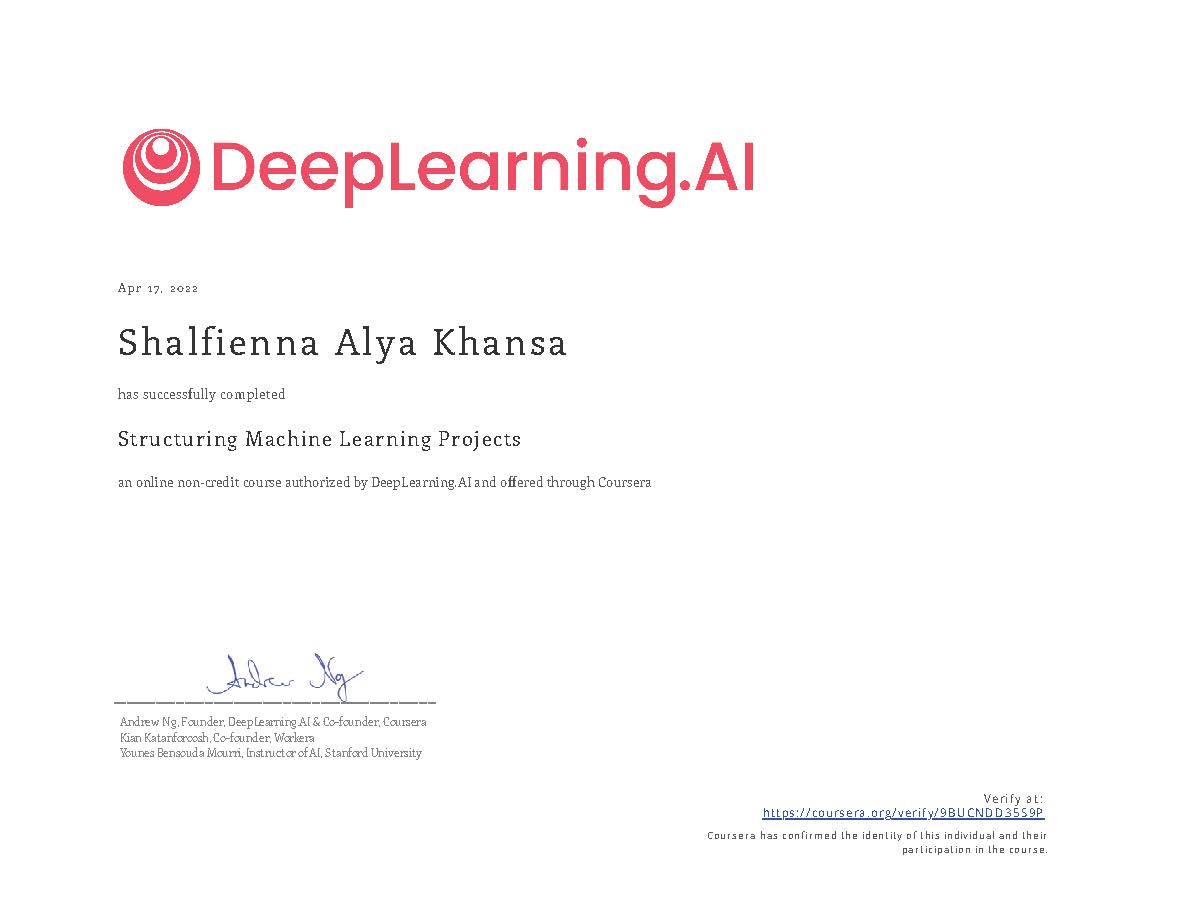 DeepLearning.AI
Apr 17, 2022
Shalfienna Alya Khansa
has successfully completed
Structuring Machine Learning Projects
an online non-credit course authorized by DeepLearning.AI and offered through Coursera
Andrew Ng
Andrew Ng, Founder, DeepLearning.AI & Co-founder, Coursera
Kian Katanforoosh, Co-founder, Workera
Younes Bensouda Mourri, Instructor of AI, Stanford University
Verify at:
https://coursera.org/verify/9BUCNDD35S9P
Coursera has confirmed the identity of this individual and their
participation in the course.